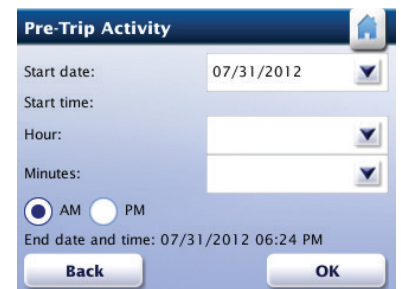 Pre-Trip Activity
Start date: 07/31/2012
Start time:
Hour:
Minutes:
AM PM
End date and time: 07/31/2012 06:24 PM
Back OK